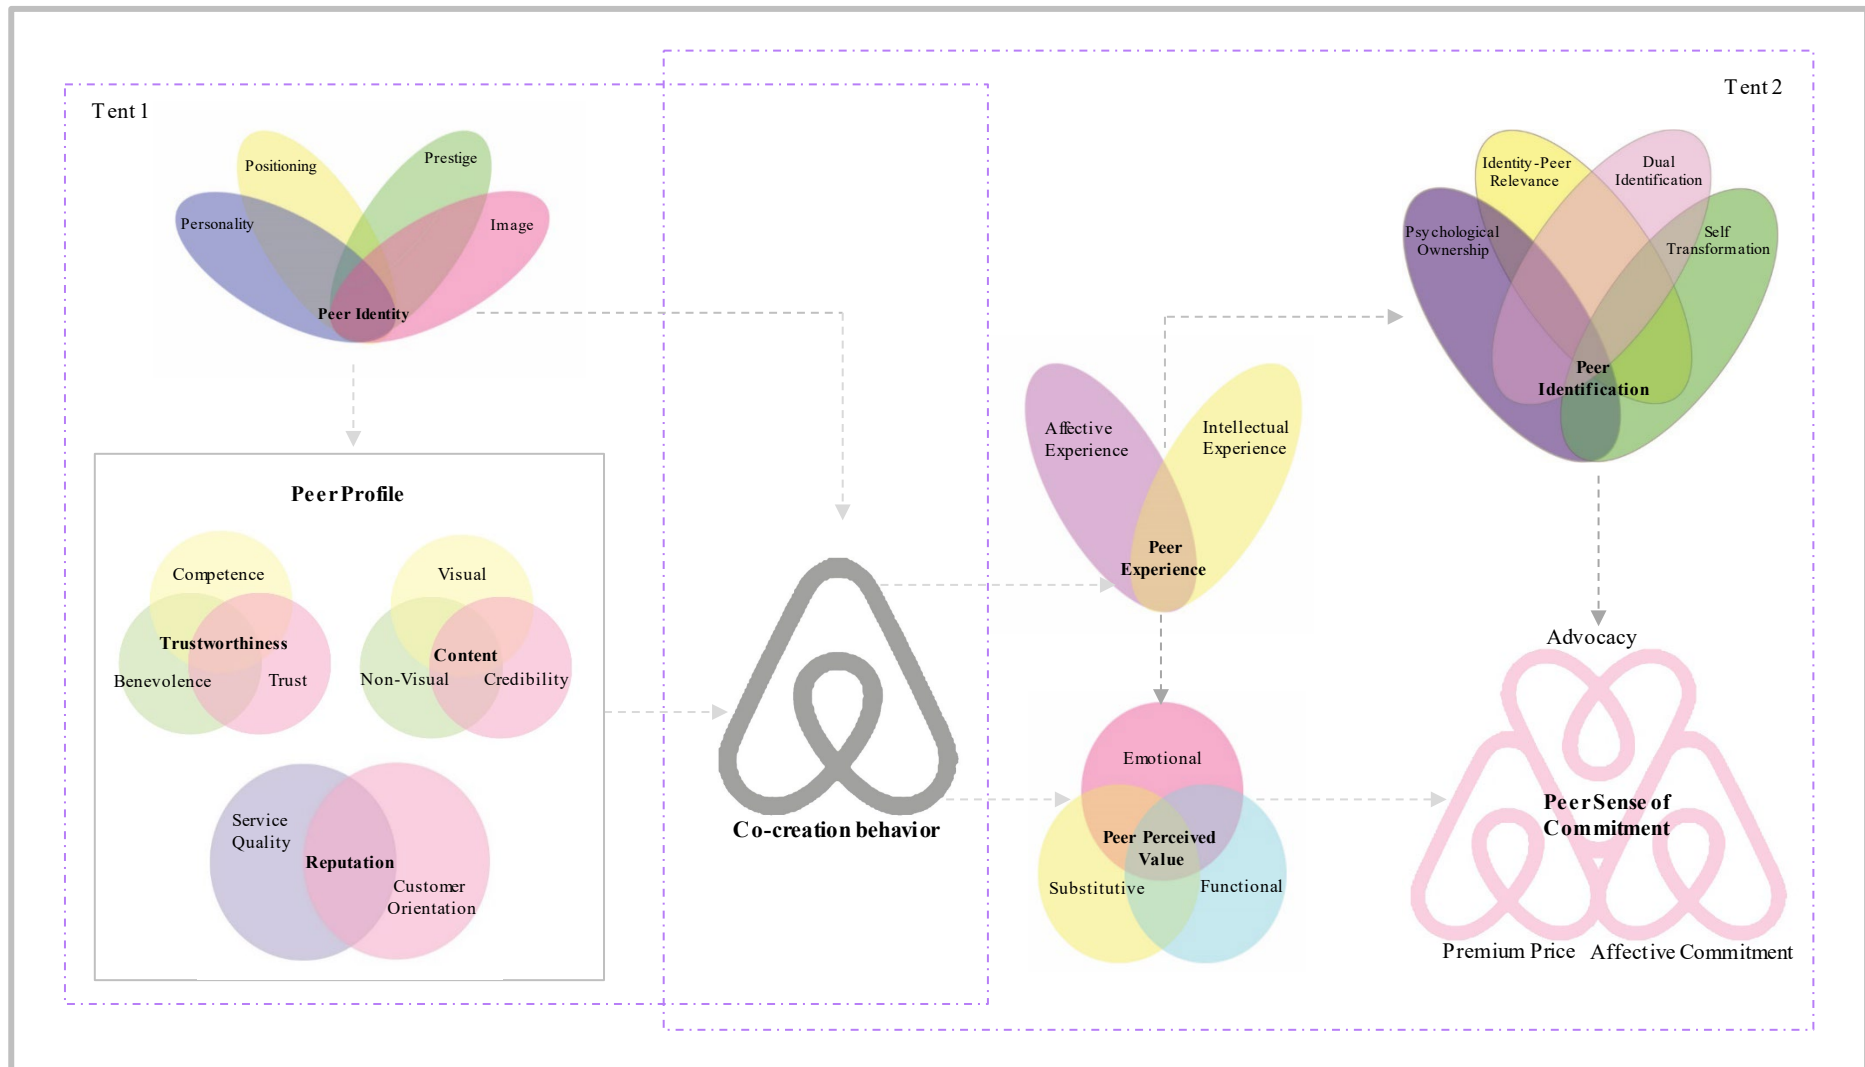 Tent 1
Positioning
Prestige
Personality
Image
Peer Identity
Peer Profile
Competence
Trustworthiness
Benevolence
Trust
Visual
Content
Non-Visual
Credibility
Service
Quality
Reputation
Customer
Orientation
Co-creation behavior
Tent 2
Affective
Experience
Intellectual
Experience
Peer
Experience
Emotional
Peer Perceived
Value
Substitutive
Functional
Identity-Peer
Relevance
Dual
Identification
Psychological
Ownership
Self
Transformation
Peer
Identification
Advocacy
Peer Sense of
Commitment
Premium Price
Affective Commitment